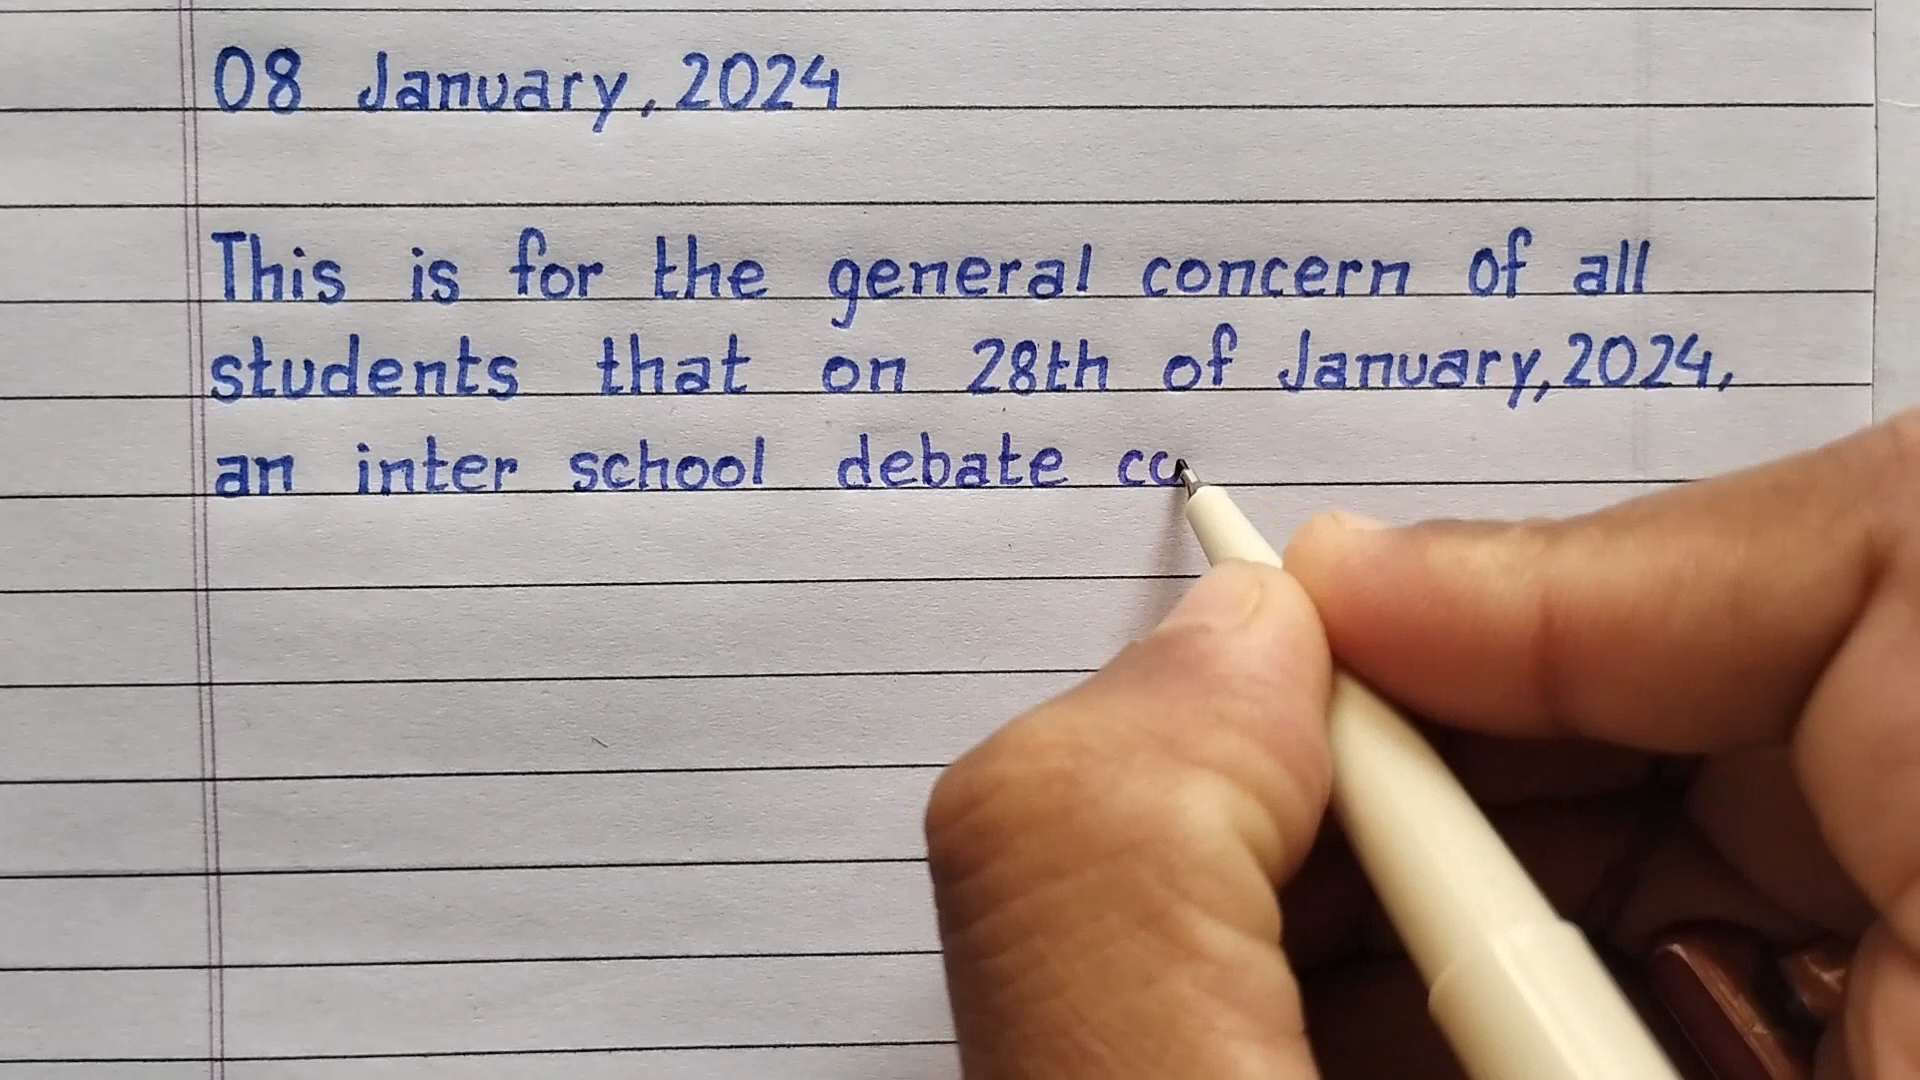 08 January, 2024
This is for the general concern of all
students that on 28th of January, 2024,
an inter school debate